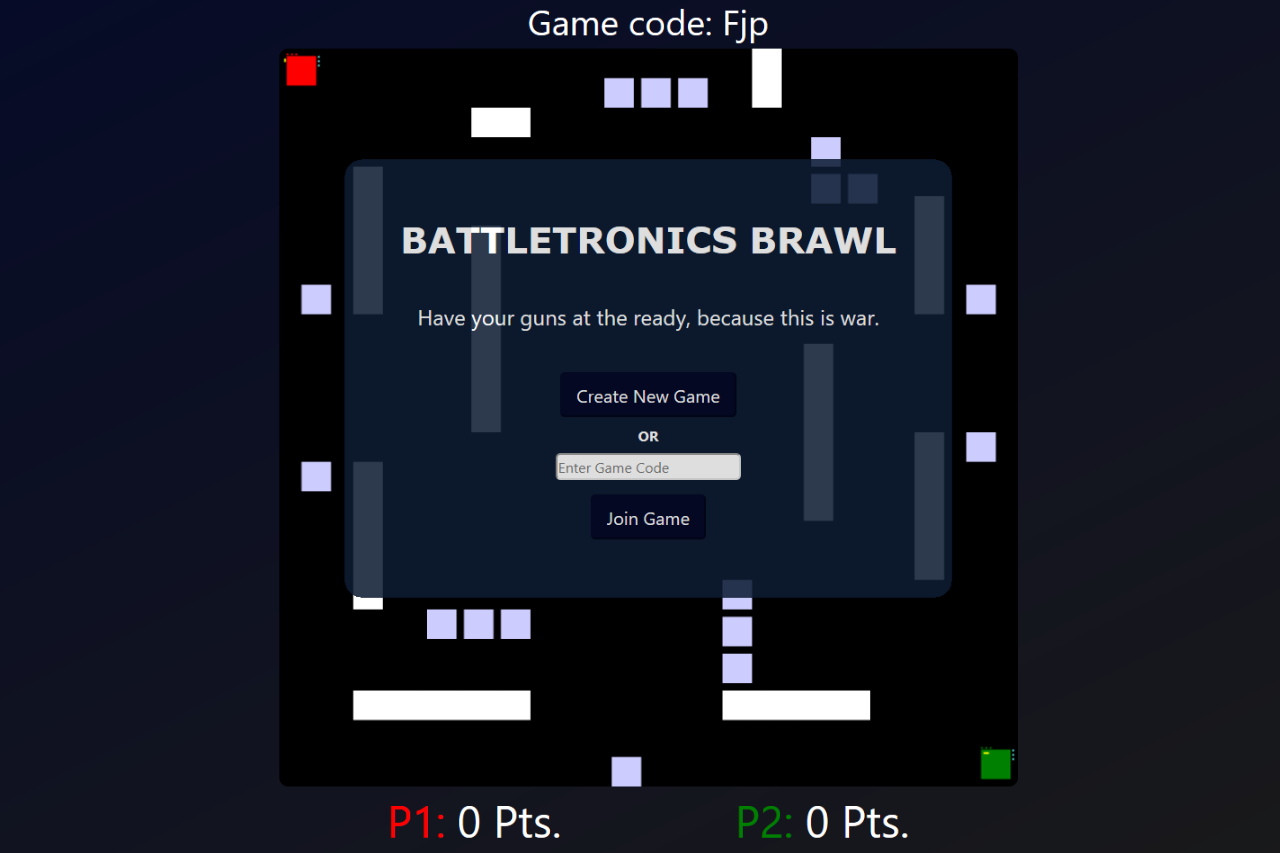 Game code: Fjp
BATTLETRONICS BRAWL
Have your guns at the ready, because this is war.
Create New Game
OR
Enter Game Code
Join Game
P1: 0 Pts.
P2: 0 Pts.